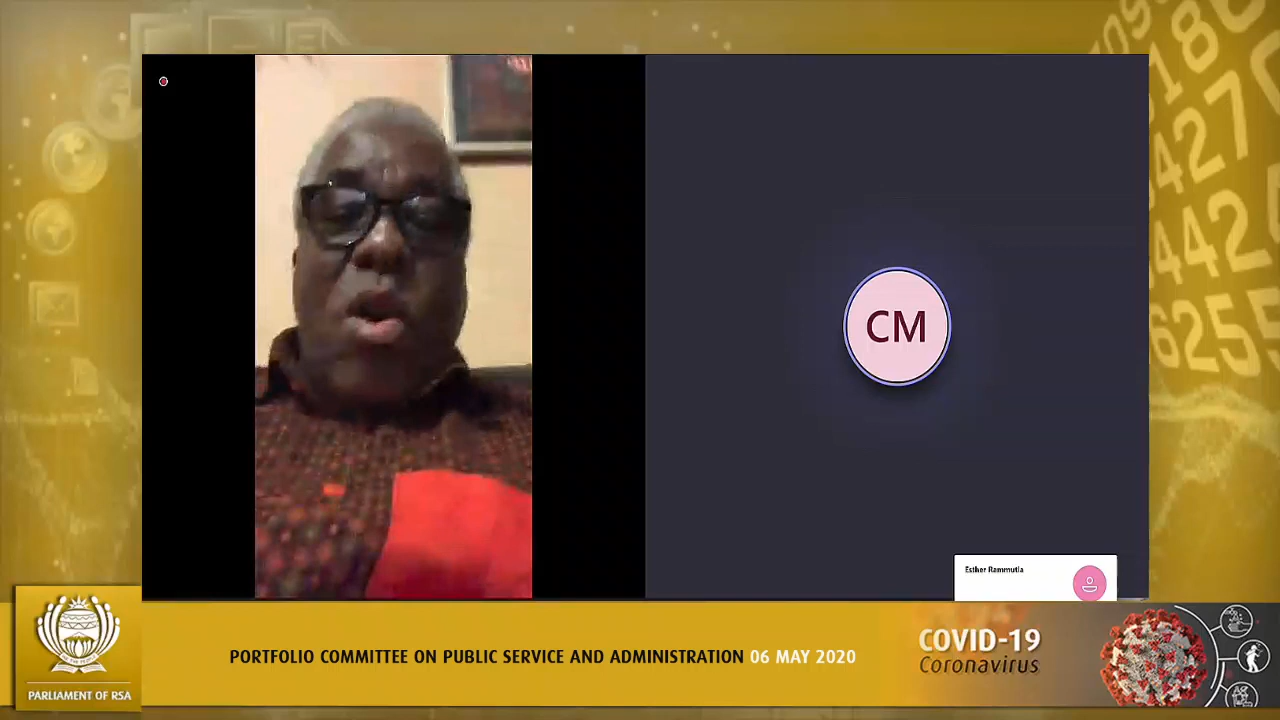 CM
Esther Rammutla
PORTFOLIO COMMITTEE ON PUBLIC SERVICE AND ADMINISTRATION 06 MAY 2020
COVID-19
Coronavirus
PARLIAMENT OF RSA